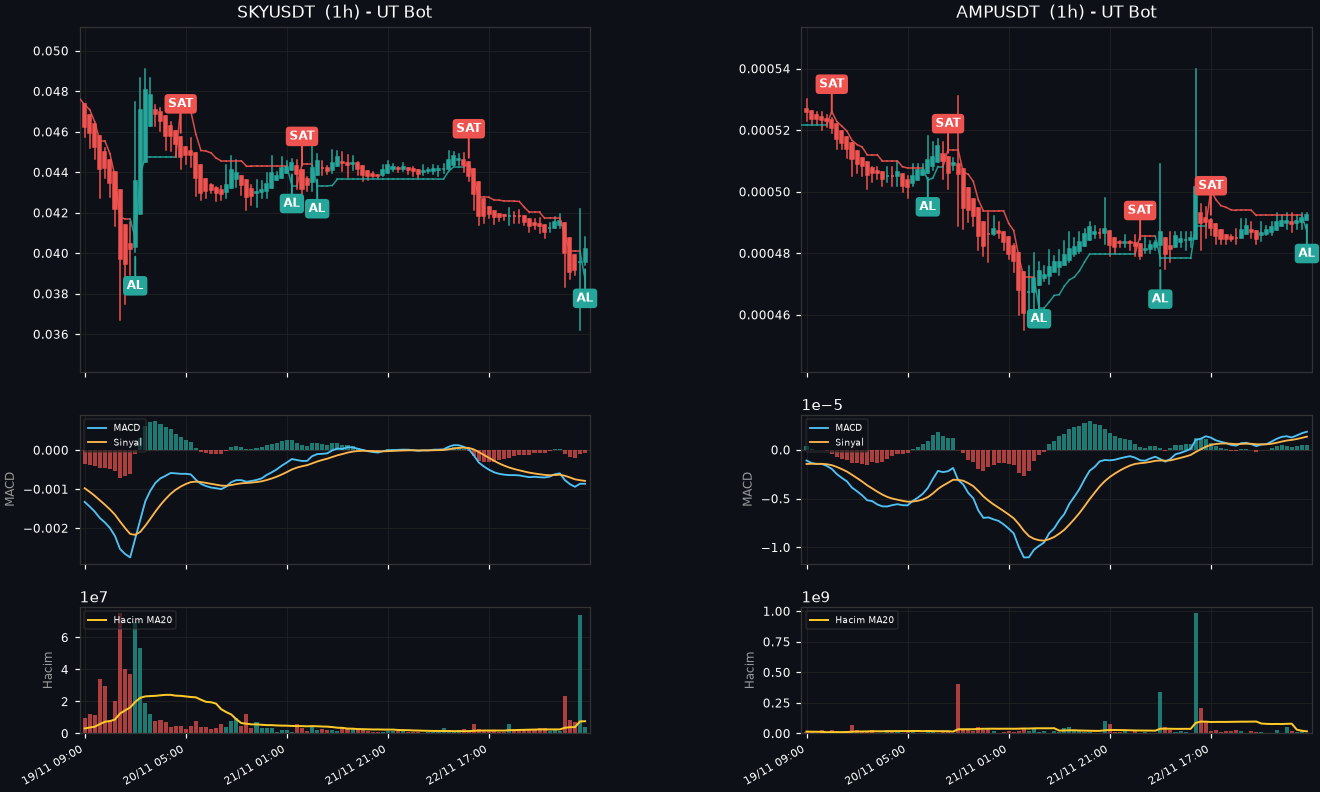 SKYUSDT (1h) - UT Bot
0.050
0.048
0.046
0.044
0.042
0.040
0.038
0.036
SAT
SAT
SAT
AL
AL
AL
AL
MACD
0.000
−0.001
−0.002
MACD
Sinyal
1e7
Hacim
6
4
2
0
Hacim MA20
19/11 09:00
20/11 05:00
21/11 01:00
21/11 21:00
22/11 17:00
AMPUSDT (1h) - UT Bot
0.00054
0.00052
0.00050
0.00048
0.00046
SAT
SAT
SAT
SAT
AL
AL
AL
AL
1e−5
MACD
0.0
−0.5
−1.0
MACD
Sinyal
1e9
Hacim
1.00
0.75
0.50
0.25
0.00
Hacim MA20
19/11 09:00
20/11 05:00
21/11 01:00
21/11 21:00
22/11 17:00